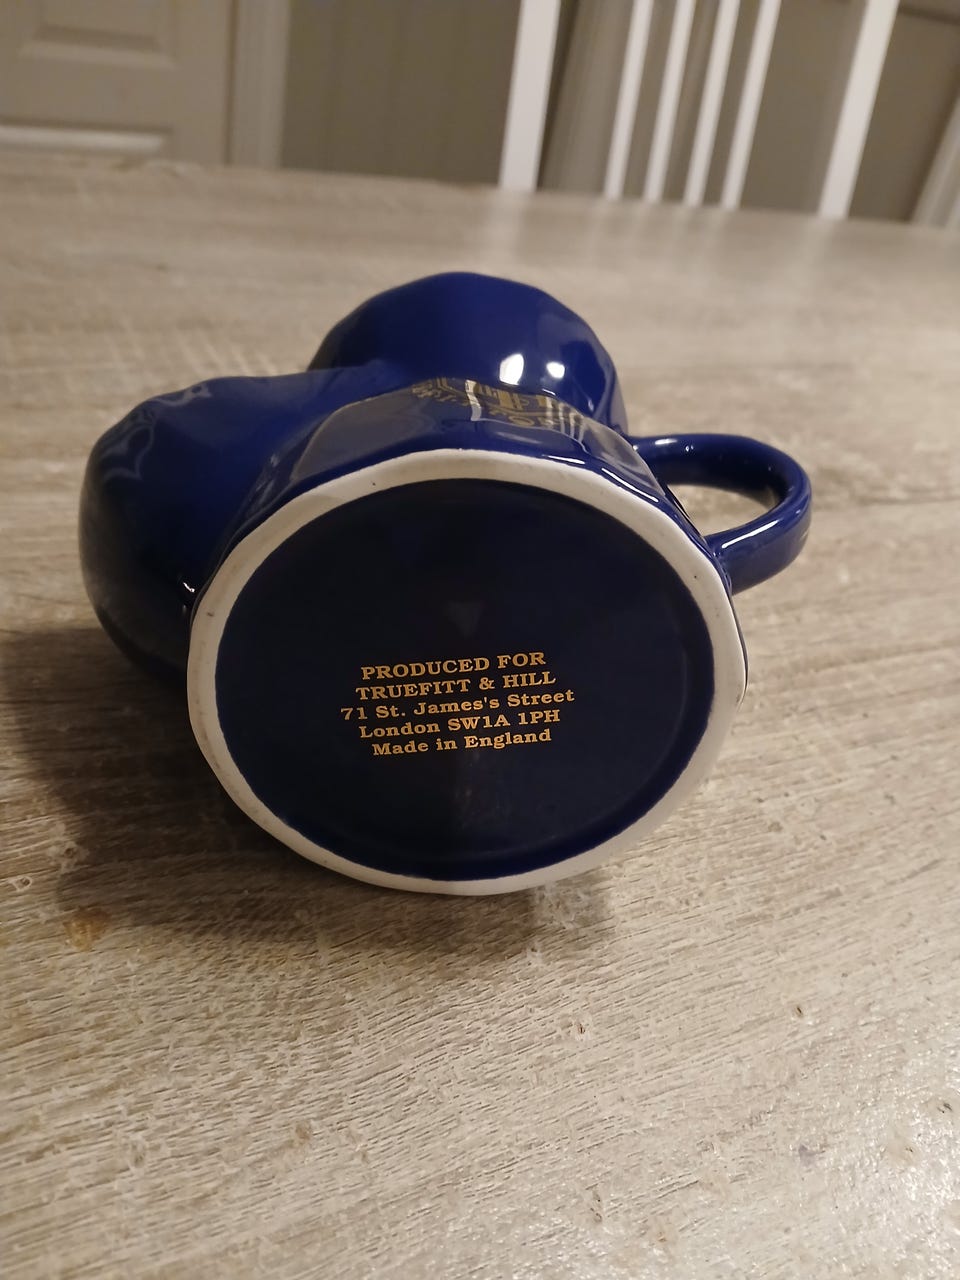 PRODUCED FOR
TRUEFITT & HILL
71 St. James's Street
London SW1A 1PH
Made in England